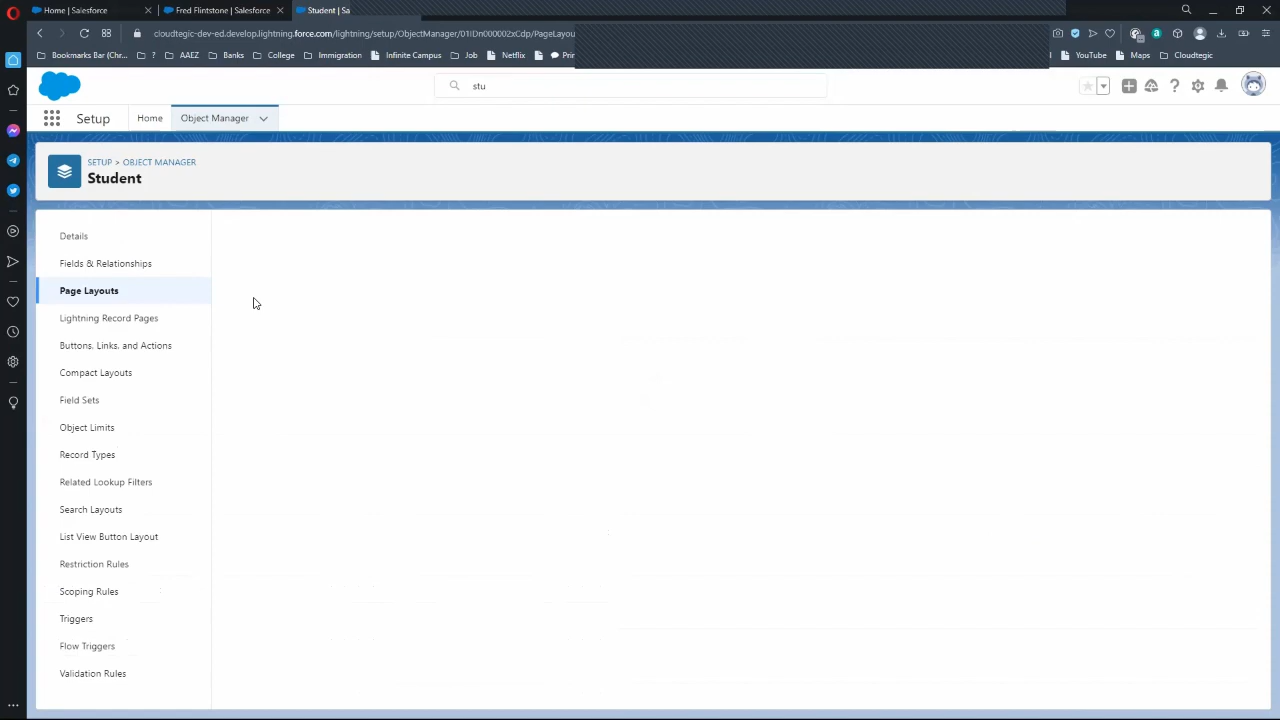 Home | Salesforce
Fred Flintstone | Salesforce
Student | Sa
cloudtegic-dev-ed.develop.lightning.force.com/lightning/setup/ObjectManager/01IDn000002xCdp/PageLayou
Bookmarks Bar (Chr...
?
AAEZ
Banks
College
Immigration
Infinite Campus
Job
Netflix
Prin
YouTube
Maps
Cloudtegic
stu
Setup
Home
Object Manager
SETUP > OBJECT MANAGER
Student
Details
Fields & Relationships
Page Layouts
Lightning Record Pages
Buttons, Links, and Actions
Compact Layouts
Field Sets
Object Limits
Record Types
Related Lookup Filters
Search Layouts
List View Button Layout
Restriction Rules
Scoping Rules
Triggers
Flow Triggers
Validation Rules